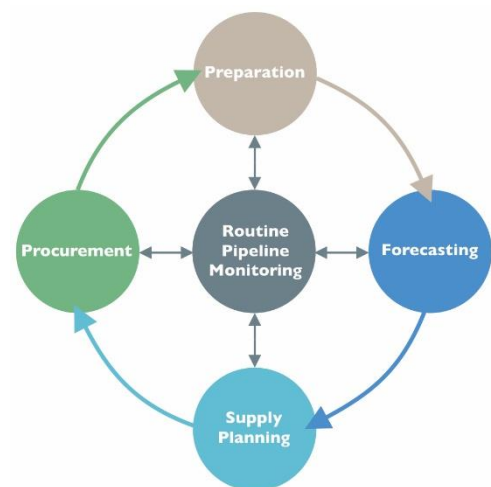 Preparation
Routine
Pipeline
Monitoring
Procurement
Forecasting
Supply
Planning